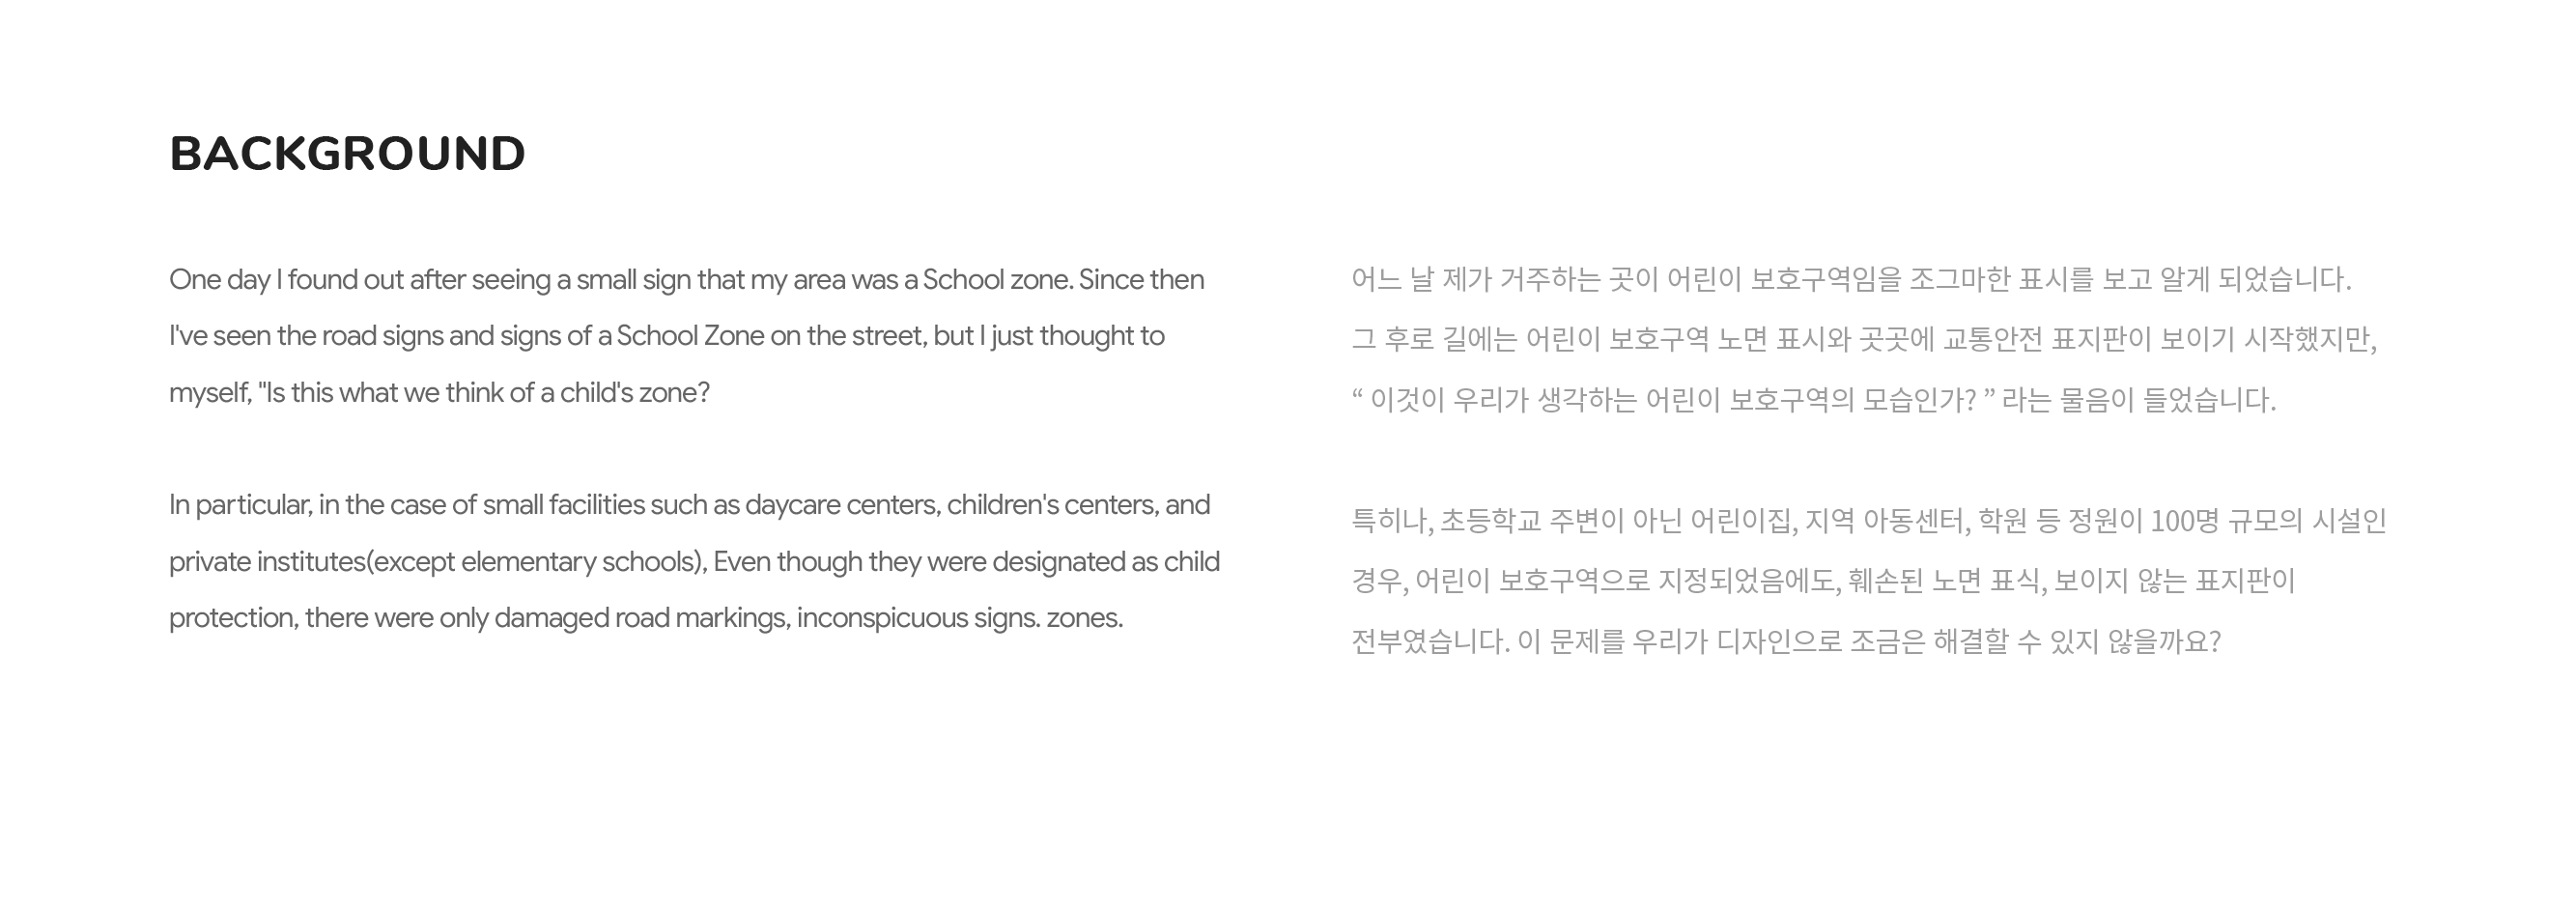 BACKGROUND
One day I found out after seeing a small sign that my area was a School zone. Since then
I've seen the road signs and signs of a School Zone on the street, but I just thought to
myself, "Is this what we think of a child's zone?
In particular, in the case of small facilities such as daycare centers, children's centers, and
private institutes(except elementary schools), Even though they were designated as child
protection, there were only damaged road markings, inconspicuous signs. zones.
어느 날 제가 거주하는 곳이 어린이 보호구역임을 조그마한 표시를 보고 알게 되었습니다.
그 후로 길에는 어린이 보호구역 노면 표시와 곳곳에 교통안전 표지판이 보이기 시작했지만,
“ 이것이 우리가 생각하는 어린이 보호구역의 모습인가? ” 라는 물음이 들었습니다.
특히나, 초등학교 주변이 아닌 어린이집, 지역 아동센터, 학원 등 정원이 100명 규모의 시설인
경우, 어린이 보호구역으로 지정되었음에도, 훼손된 노면 표식, 보이지 않는 표지판이
전부였습니다. 이 문제를 우리가 디자인으로 조금은 해결할 수 있지 않을까요?